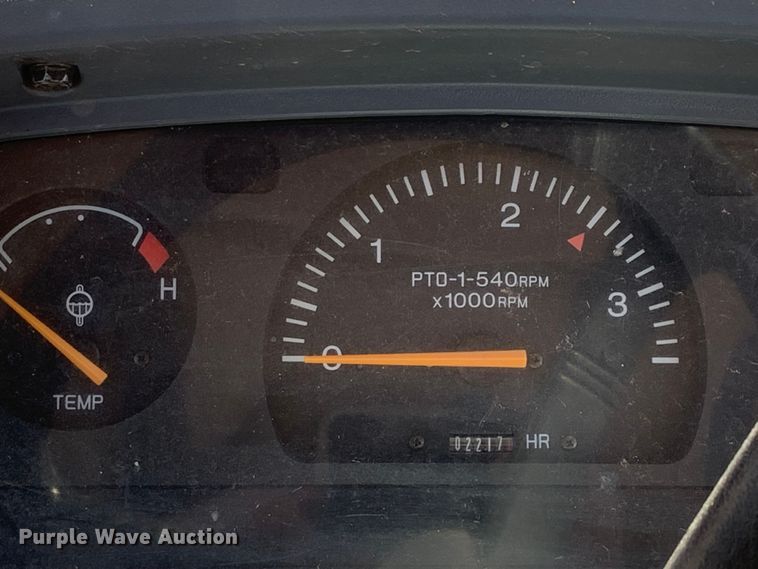 2
1
H
PTO-1-540RPM
x1000RPM
3
0
TEMP
02217 HR
Purple Wave Auction